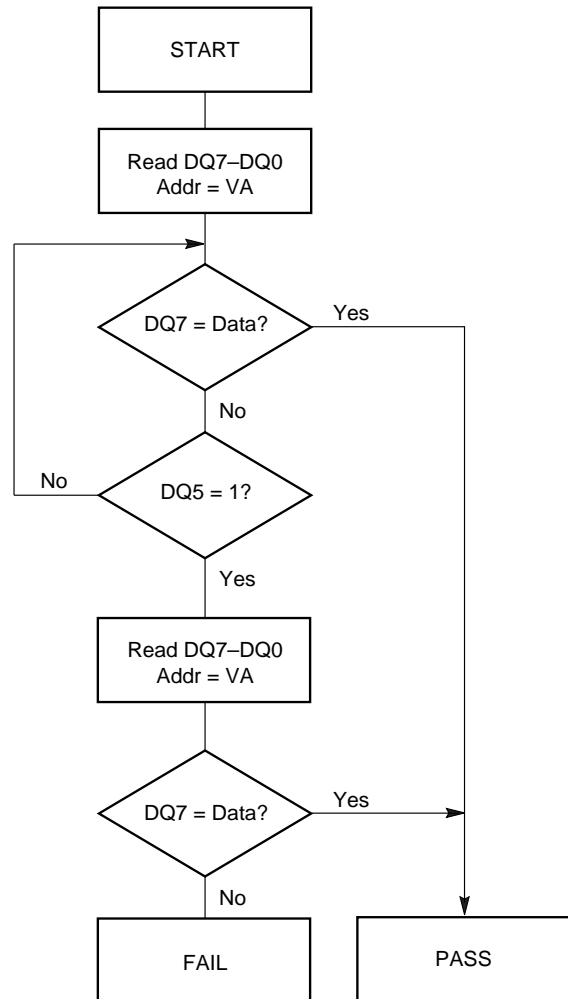 START
Read DQ7–DQ0
Addr = VA
DQ7 = Data?
Yes
No
No
DQ5 = 1?
Yes
Read DQ7–DQ0
Addr = VA
DQ7 = Data?
Yes
No
FAIL
PASS